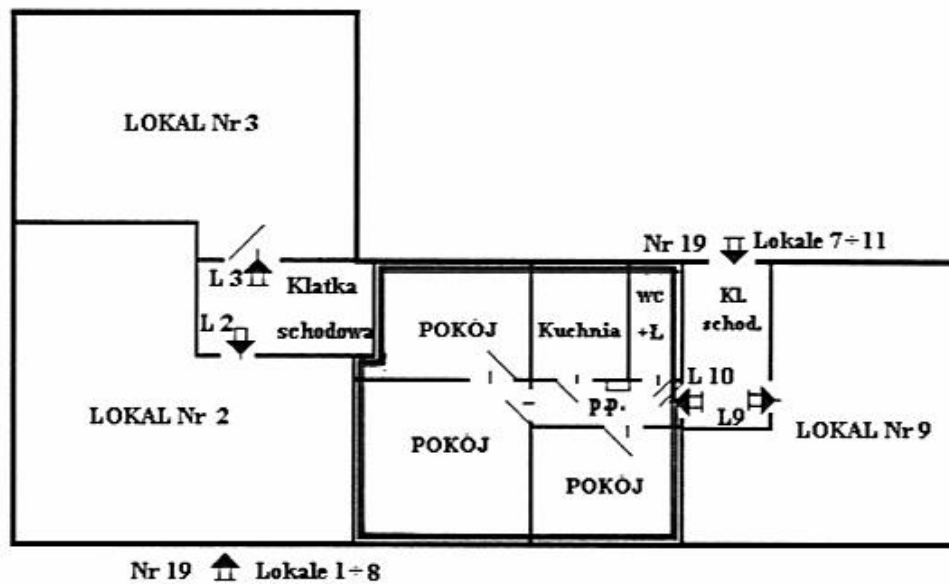 LOKAL Nr 3
Nr 19 Lokale 7÷11
L 3
Klatka
schodowa
L 2
POKÓJ
Kuchnia
wc
+Ł
Kl.
schod.
L 10
p.p.
L9
LOKAL Nr 2
POKÓJ
POKÓJ
LOKAL Nr 9
Nr 19 Lokale 1÷8